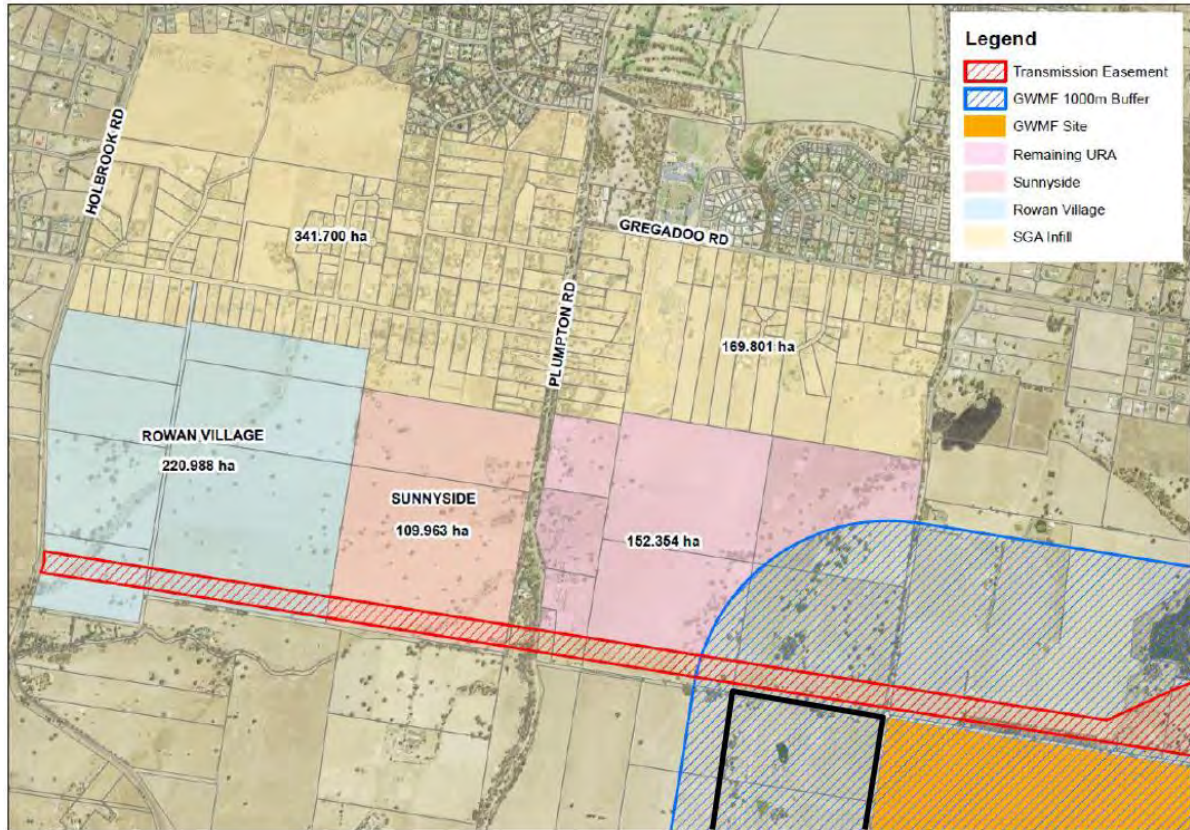 Legend
Transmission Easement
GWMF 1000m Buffer
GWMF Site
Remaining URA
Sunnyside
Rowan Village
SGA Infill
HOLBROOK RD
341.700 ha
GREGADOO RD
PLUMPTON RD
169.801 ha
ROWAN VILLAGE
220.988 ha
SUNNYSIDE
109.963 ha
152.354 ha